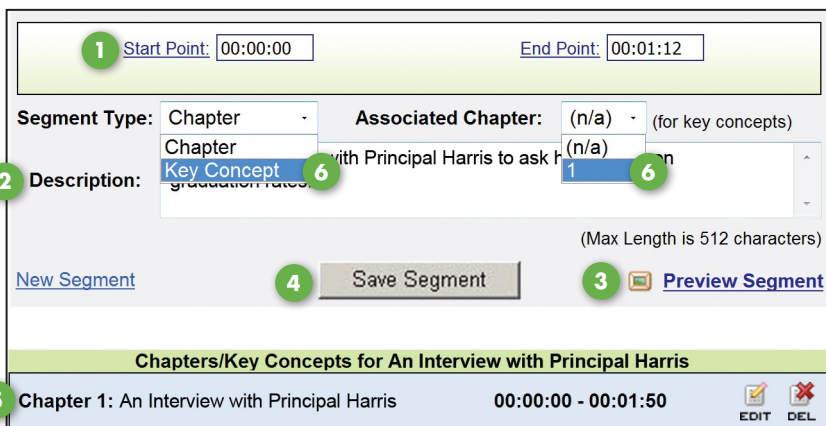 1 Start Point: 00:00:00 End Point: 00:01:12
Segment Type: Chapter Associated Chapter: (n/a) (for key concepts)
Chapter (n/a)
Key Concept 6 1 6
with Principal Harris to ask on
2 Description: graduation rates.
(Max Length is 512 characters)
New Segment 4 Save Segment 3 Preview Segment
Chapters/Key Concepts for An Interview with Principal Harris
Chapter 1: An Interview with Principal Harris 00:00:00 - 00:01:50 EDIT DEL